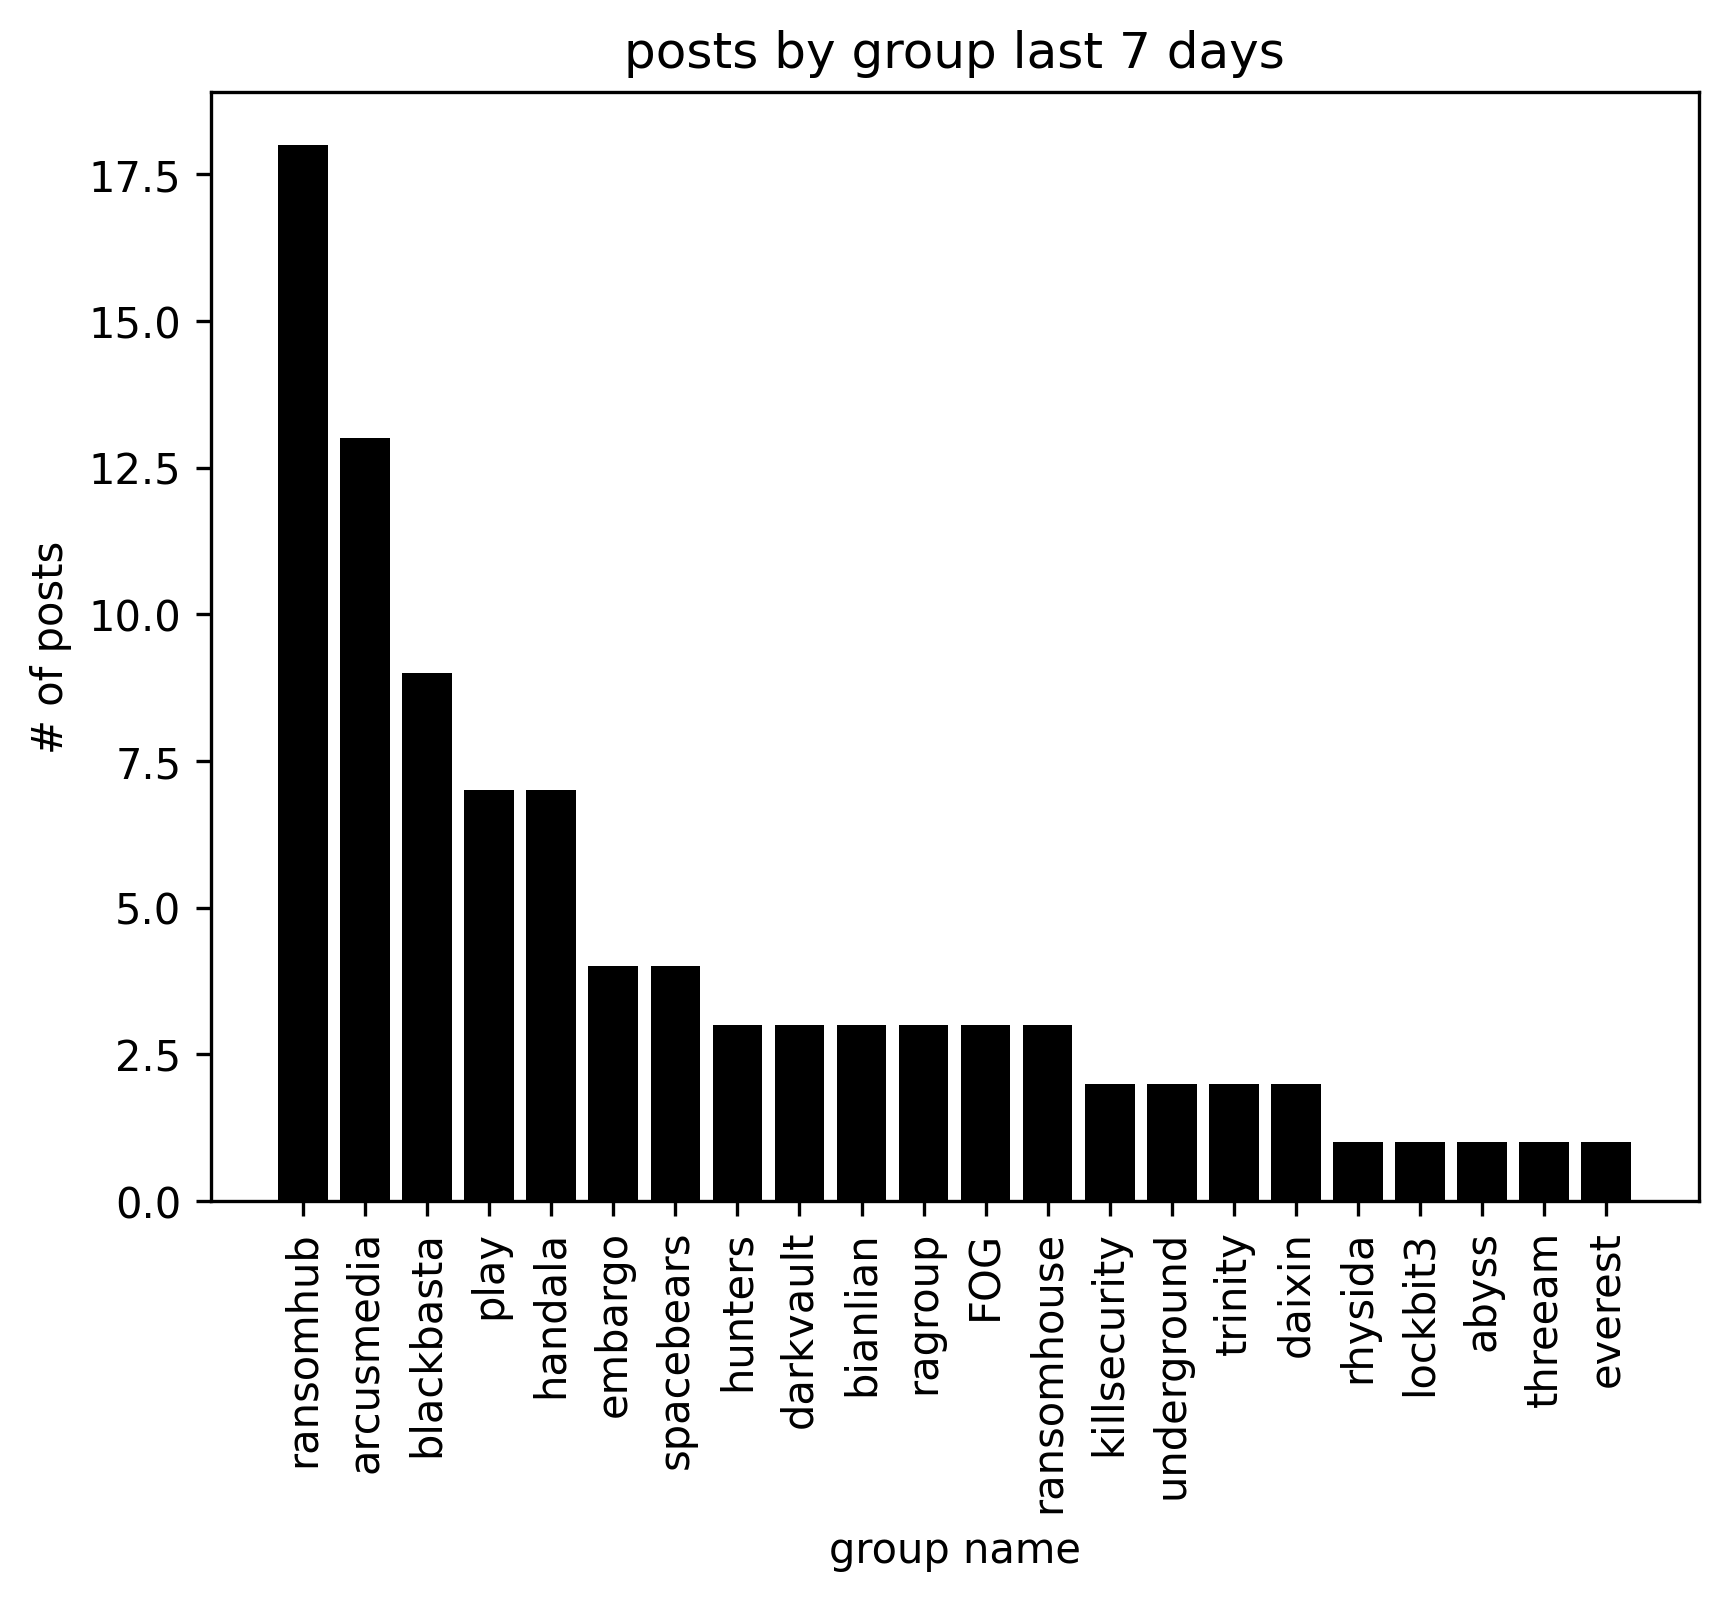 posts by group last 7 days
17.5
15.0
12.5
10.0
7.5
5.0
2.5
0.0
# of posts
ransomhub
arcusmedia
blackbasta
play
handala
embargo
spacebears
hunters
darkvault
bianlian
ragroup
FOG
ransomhouse
killsecurity
underground
trinity
daixin
rhysida
lockbit3
abyss
threeam
everest
group name